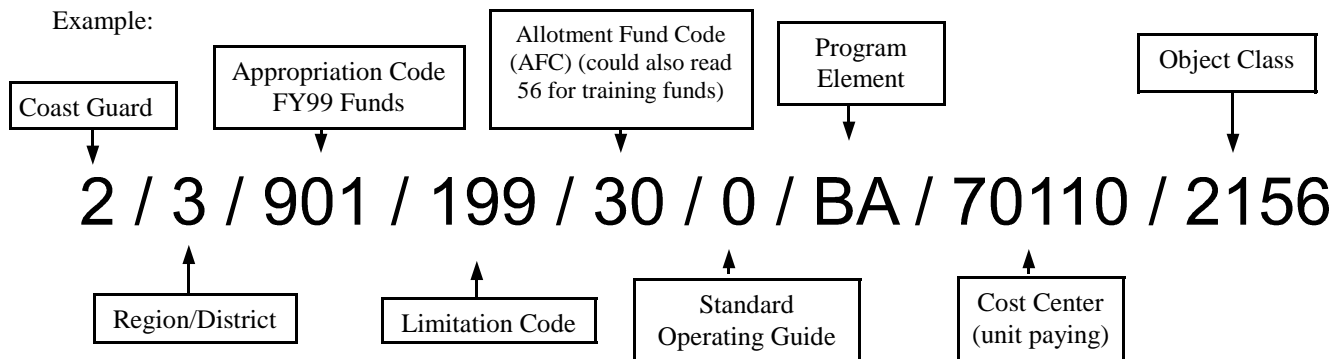 Example:
Coast Guard
Appropriation Code
FY99 Funds
Allotment Fund Code
(AFC) (could also read
56 for training funds)
Program
Element
Object Class
2 / 3 / 901 / 199 / 30 / 0 / BA / 70110 / 2156
Region/District
Limitation Code
Standard
Operating Guide
Cost Center
(unit paying)